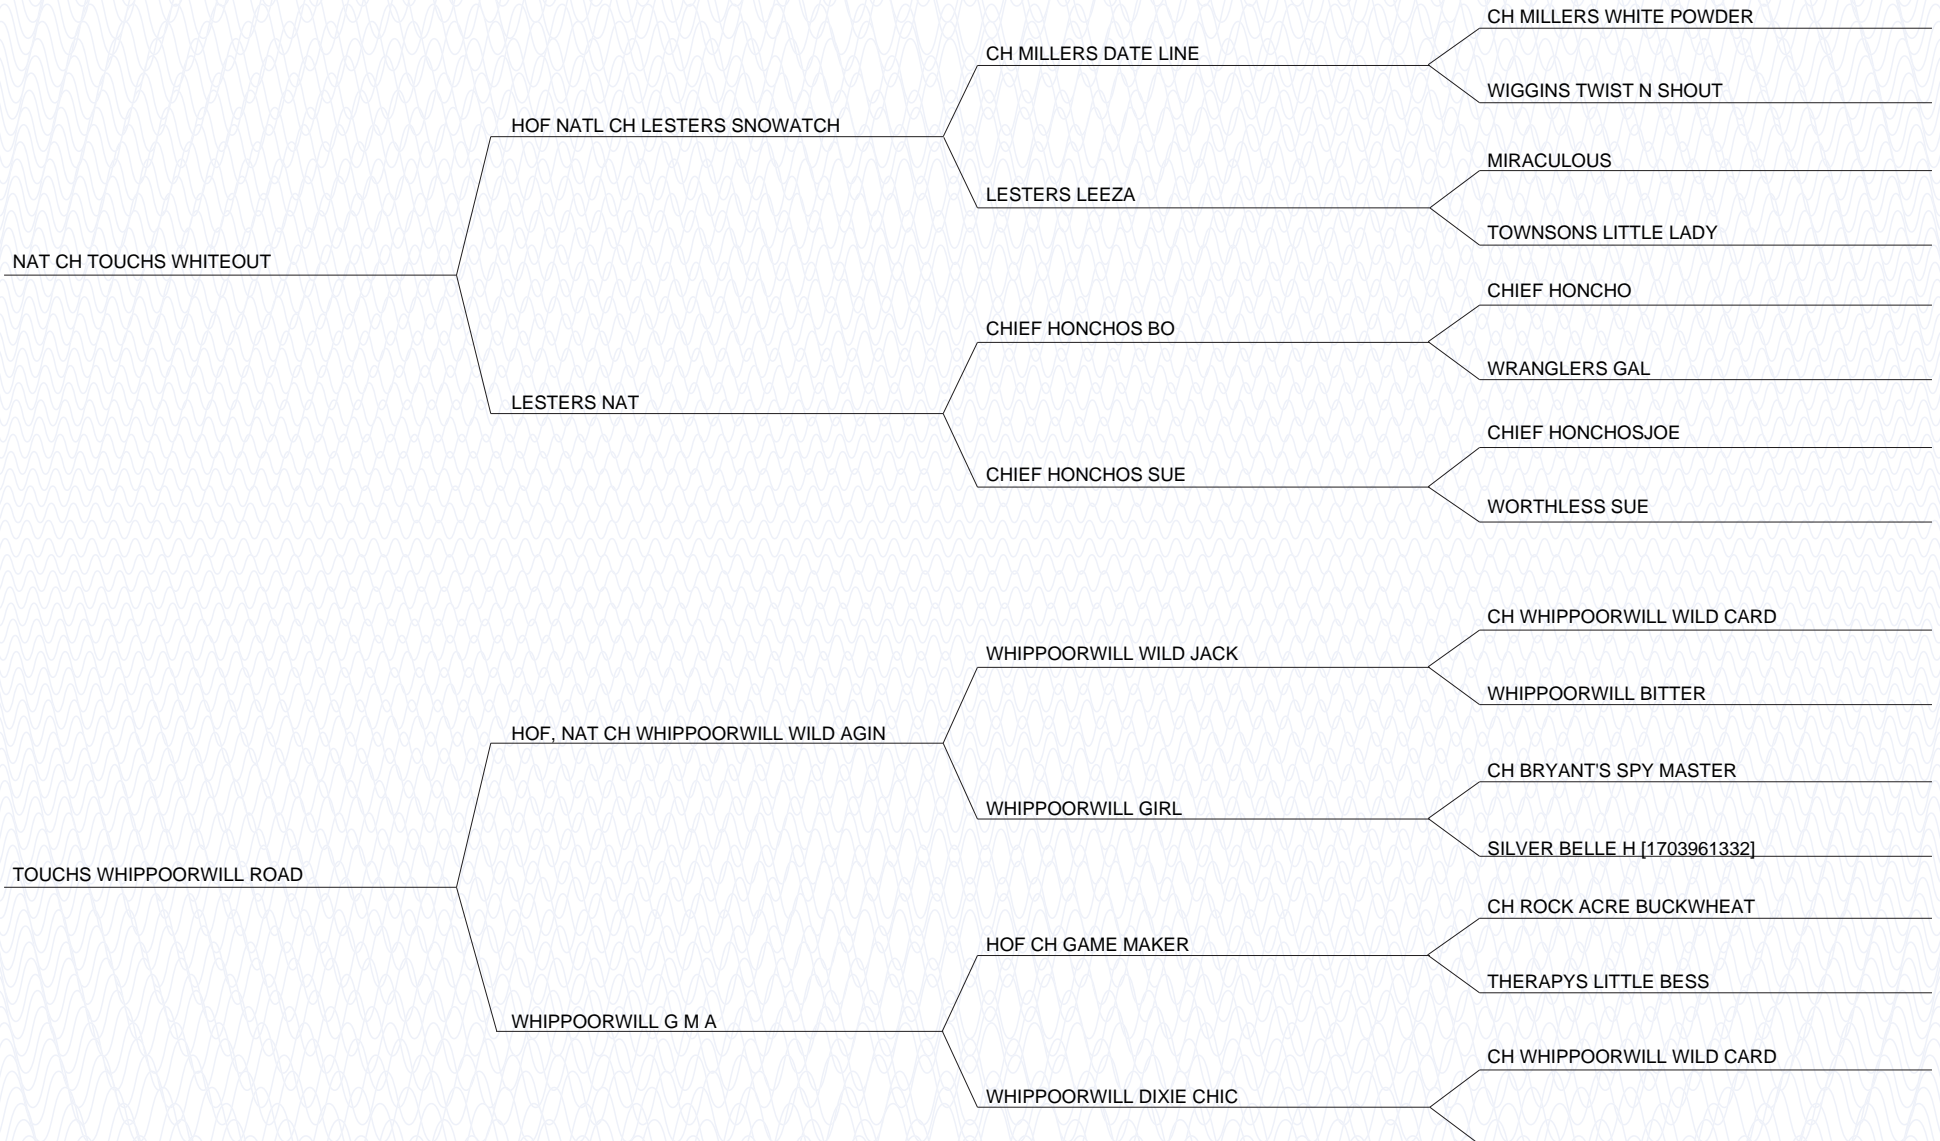 CH MILLERS WHITE POWDER
CH MILLERS DATE LINE
WIGGINS TWIST N SHOUT
HOF NATL CH LESTERS SNOWATCH
MIRACULOUS
LESTERS LEEZA
TOWNSONS LITTLE LADY
NAT CH TOUCHS WHITEOUT
CHIEF HONCHO
CHIEF HONCHOS BO
WRANGLERS GAL
LESTERS NAT
CHIEF HONCHOSJOE
CHIEF HONCHOS SUE
WORTHLESS SUE
CH WHIPPOORWILL WILD CARD
WHIPPOORWILL WILD JACK
WHIPPOORWILL BITTER
HOF, NAT CH WHIPPOORWILL WILD AGIN
CH BRYANT'S SPY MASTER
WHIPPOORWILL GIRL
SILVER BELLE H [1703961332]
TOUCHS WHIPPOORWILL ROAD
CH ROCK ACRE BUCKWHEAT
HOF CH GAME MAKER
THERAPYS LITTLE BESS
WHIPPOORWILL G M A
CH WHIPPOORWILL WILD CARD
WHIPPOORWILL DIXIE CHIC